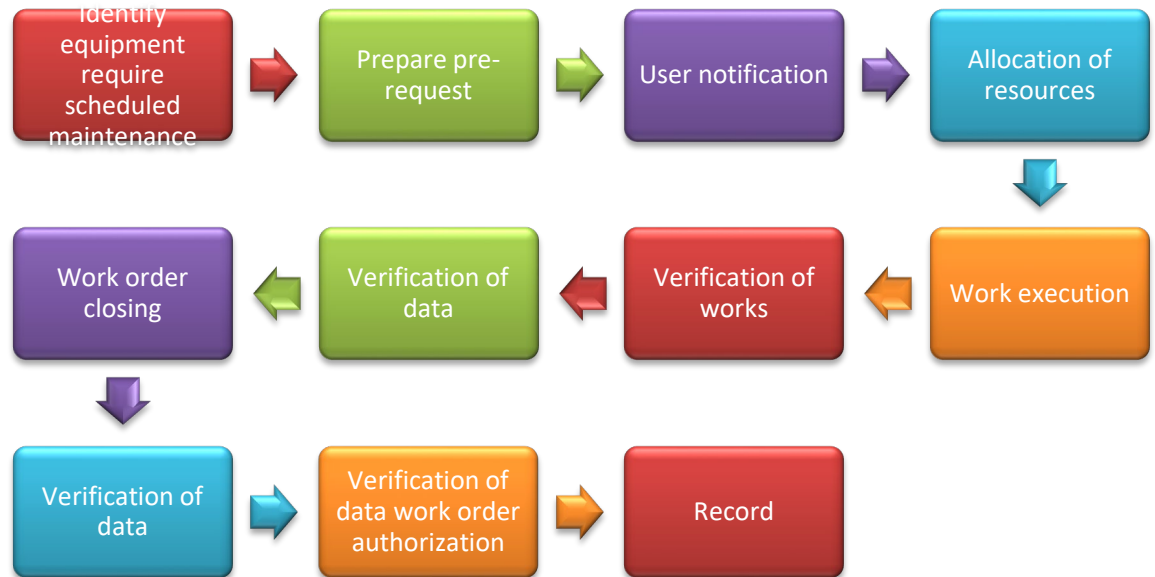 Identify
equipment
require
scheduled
maintenance
Prepare pre-
request
User notification
Allocation of
resources
Work execution
Verification of
works
Verification of
data
Work order
closing
Verification of
data
Verification of
data work order
authorization
Record